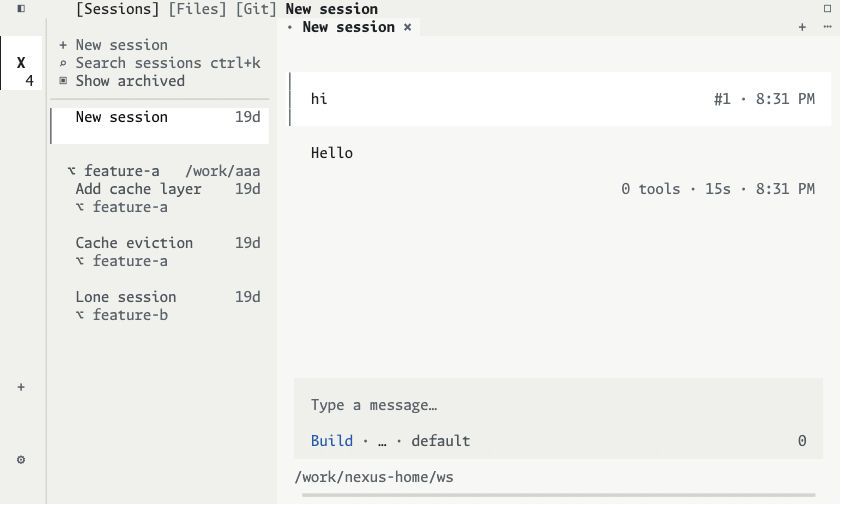 [Sessions] [Files] [Git] New session
· New session ×
+ …
X
4
+ New session
Search sessions ctrl+k
Show archived
New session 19d
⌥ feature-a /work/aaa
Add cache layer 19d
⌥ feature-a
Cache eviction 19d
⌥ feature-a
Lone session 19d
⌥ feature-b
+
hi #1 · 8:31 PM
Hello
0 tools · 15s · 8:31 PM
Type a message…
Build · … · default 0
/work/nexus-home/ws